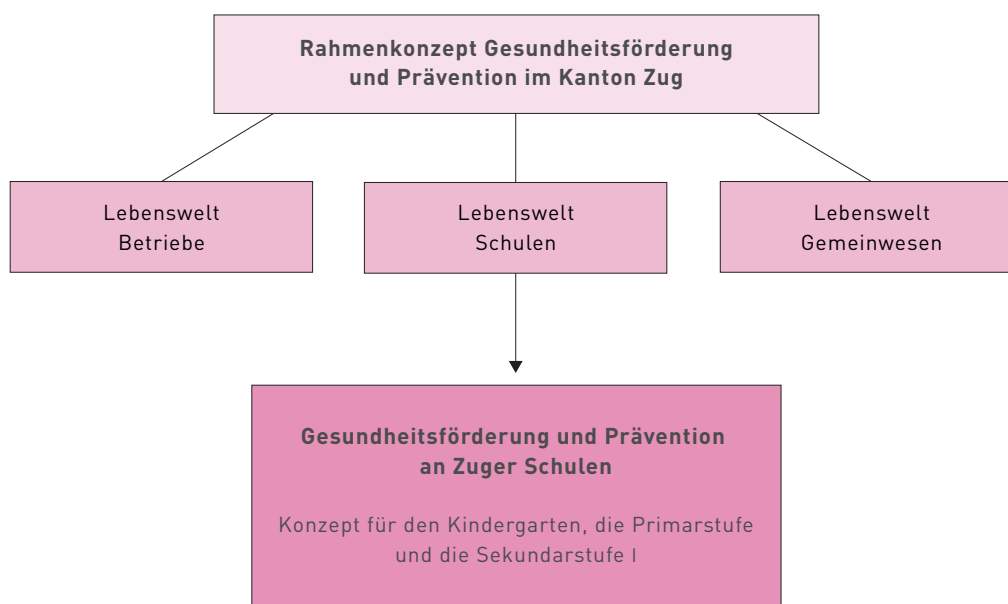 Rahmenkonzept Gesundheitsförderung
und Prävention im Kanton Zug
Lebenswelt
Betriebe
Lebenswelt
Schulen
Lebenswelt
Gemeinwesen
Gesundheitsförderung und Prävention
an Zuger Schulen
Konzept für den Kindergarten, die Primarstufe
und die Sekundarstufe I